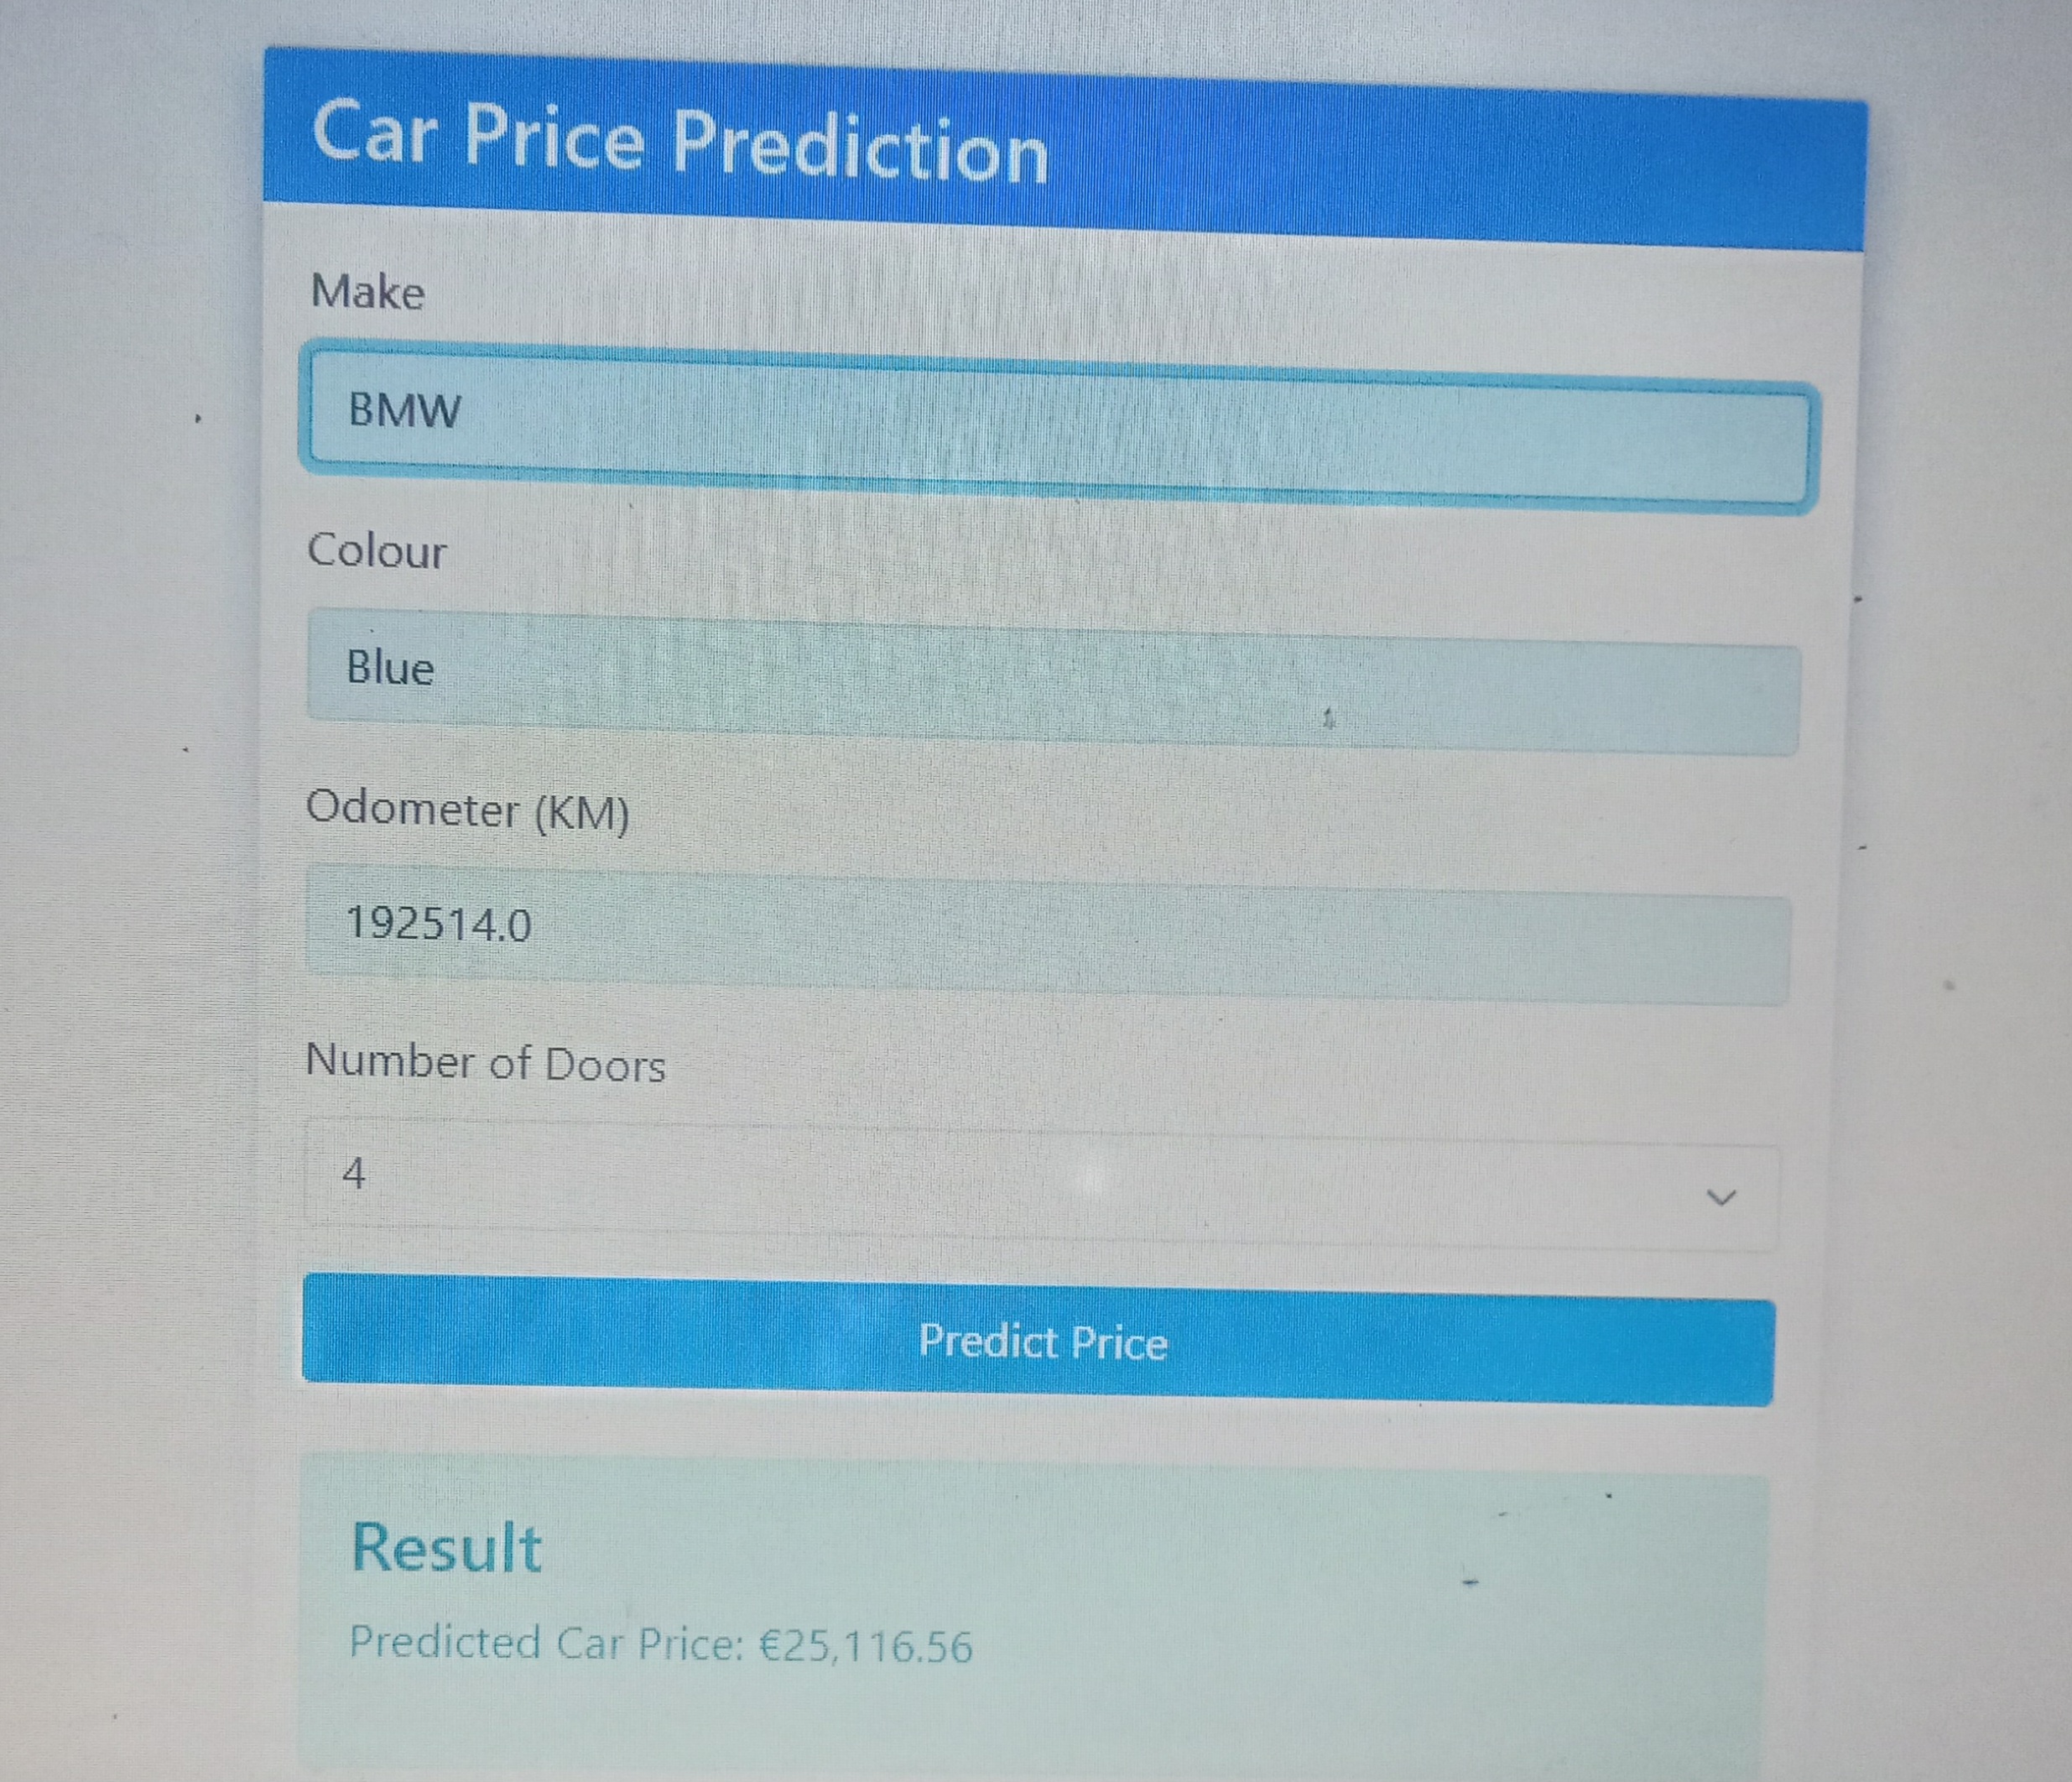 Car Price Prediction
Make
BMW
Colour
Blue
Odometer (KM)
192514.0
Number of Doors
4
Predict Price
Result
Predicted Car Price: €25,116.56